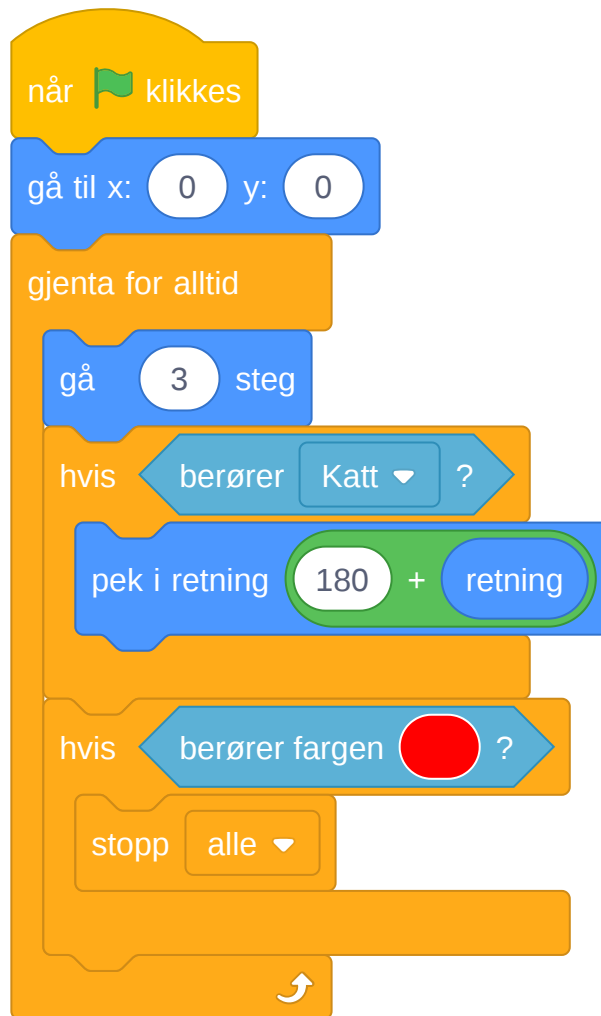 når klikkes
gå til x: 0 y: 0
gjenta for alltid
gå 3 steg
hvis berører Katt ?
pek i retning 180 + retning
hvis berører fargen ?
stopp alle